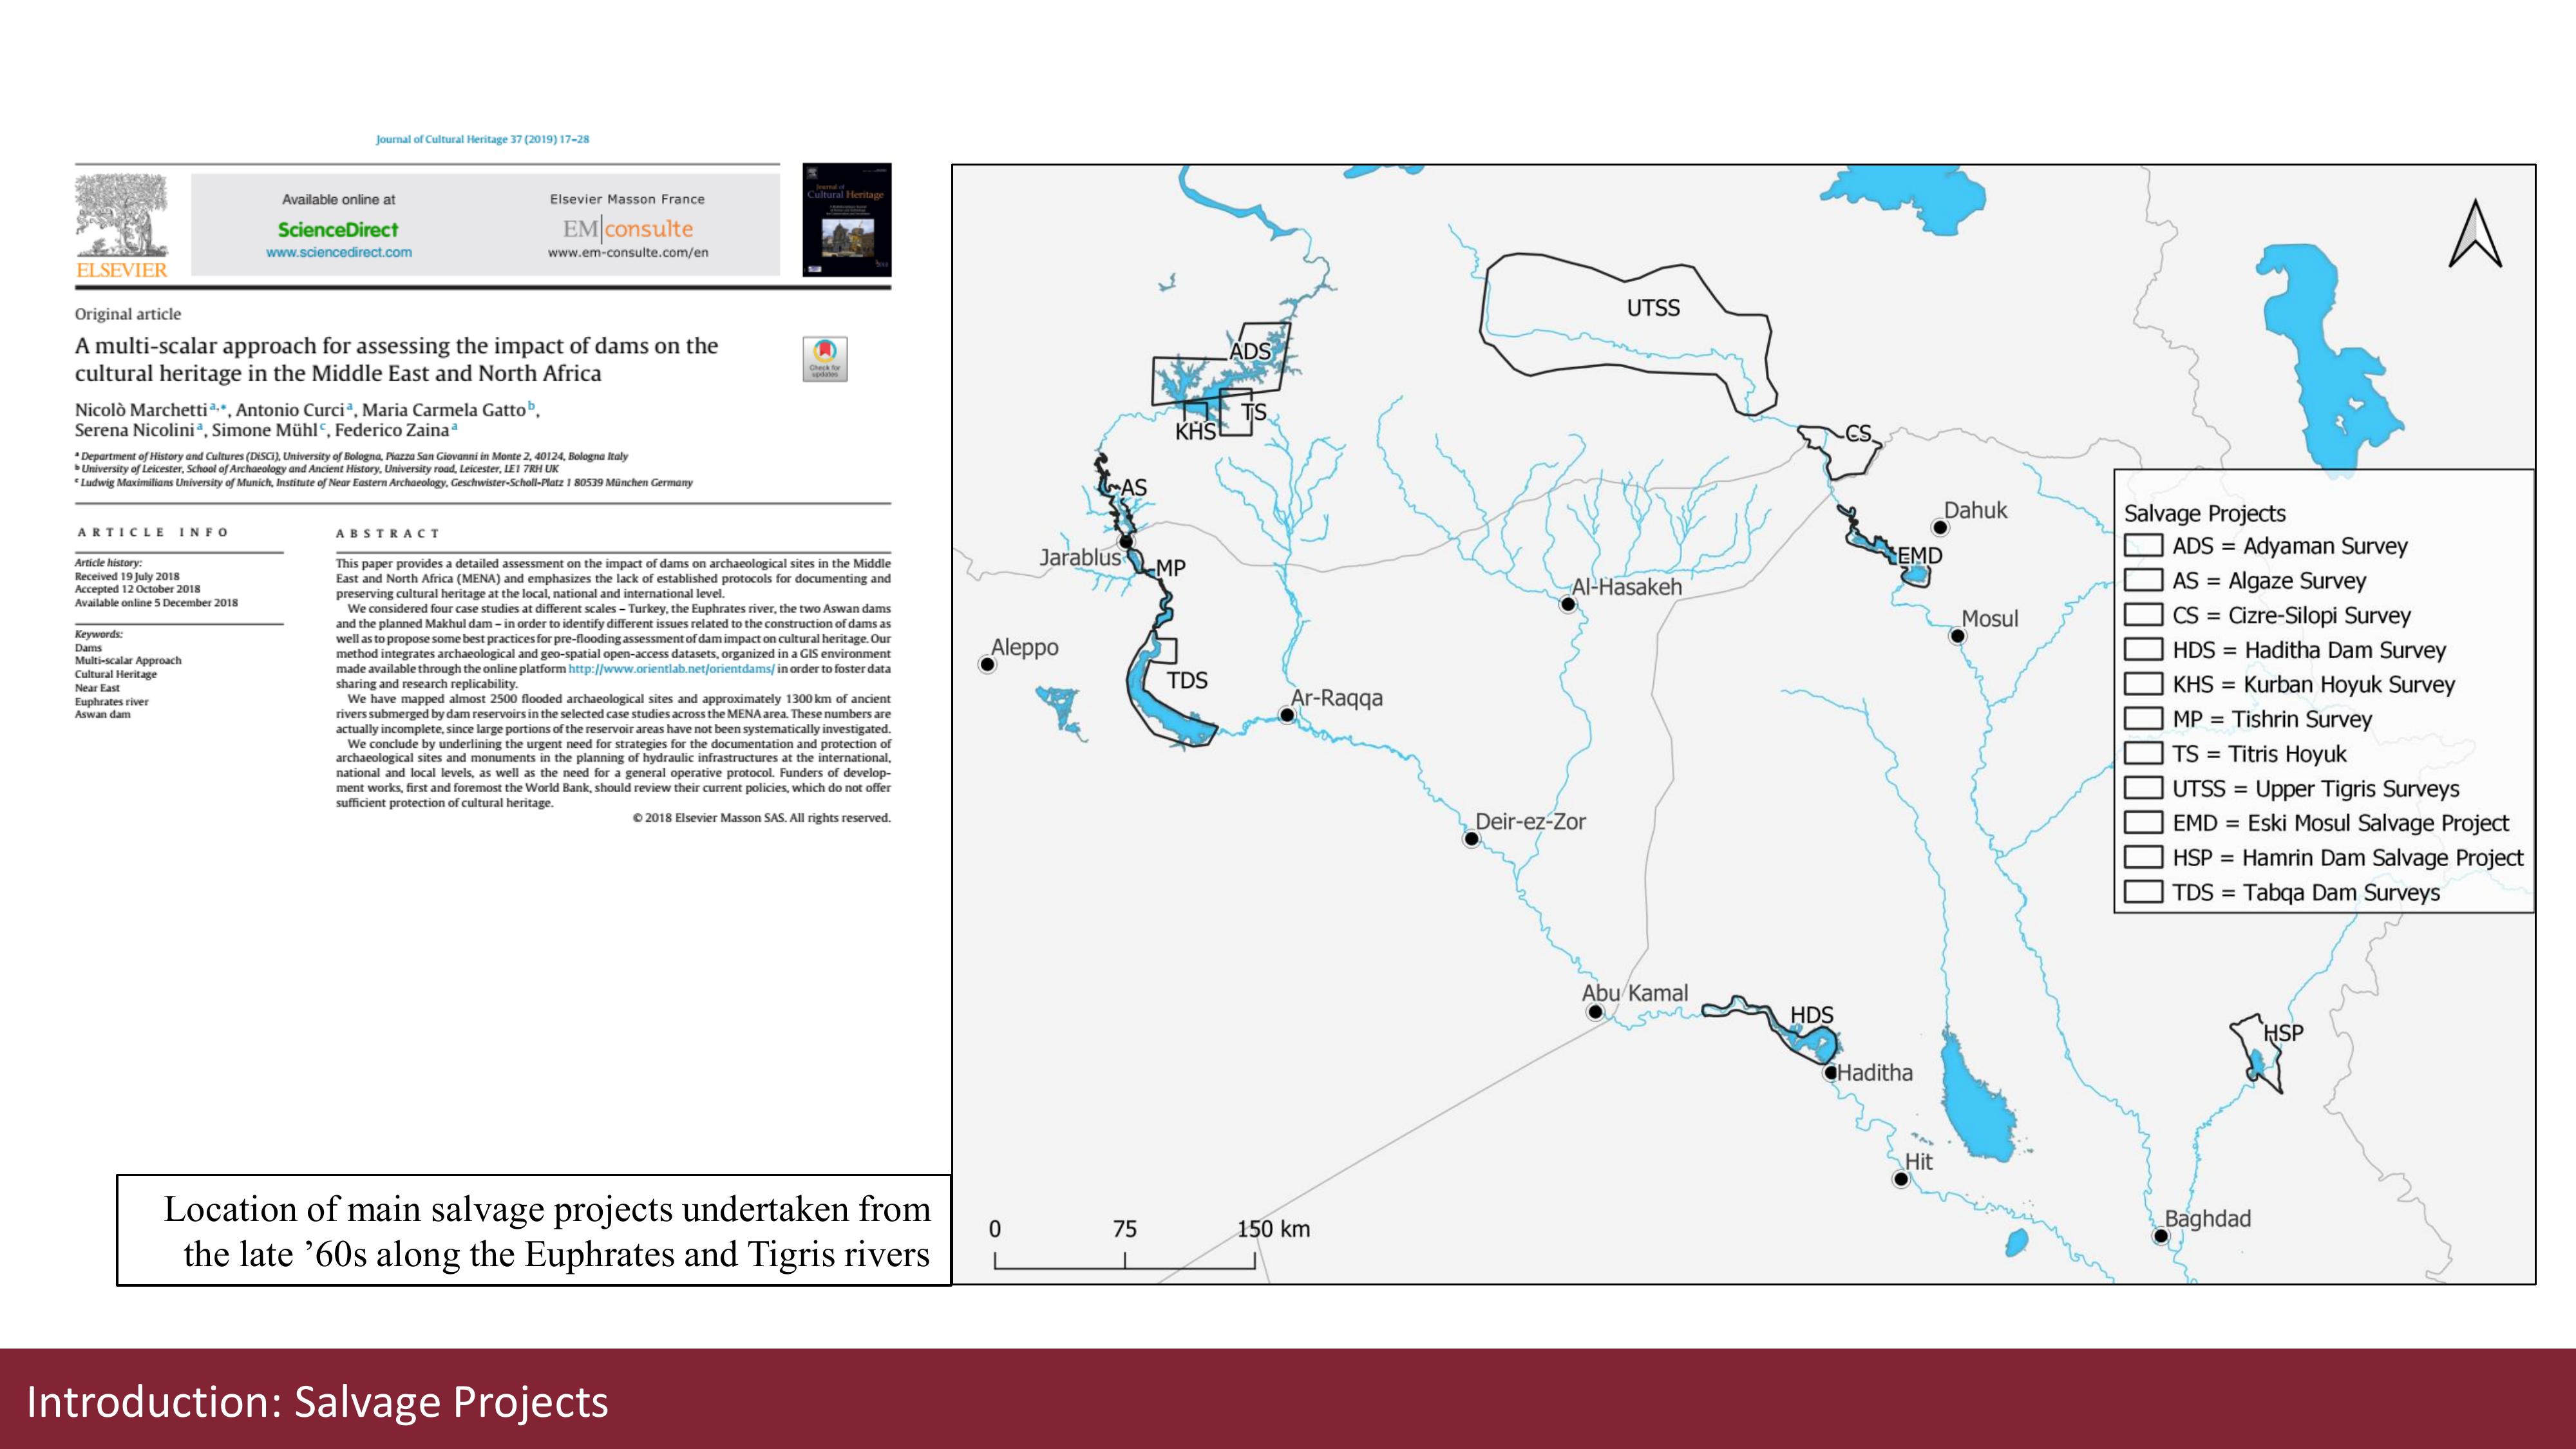 Journal of Cultural Heritage 37 (2019) 17–28
ELSEVIER
Available online at
ScienceDirect
www.sciencedirect.com
Elsevier Masson France
EM|consulte
www.em-consulte.com/en
Journal of
Cultural Heritage
Original article
A multi-scalar approach for assessing the impact of dams on the
cultural heritage in the Middle East and North Africa
Check for
updates
Nicolò Marchetti a,*, Antonio Curci a, Maria Carmela Gatto b,
Serena Nicolini a, Simone Mühl c, Federico Zaina a
a Department of History and Cultures (DiSCi), University of Bologna, Piazza San Giovanni in Monte 2, 40124, Bologna Italy
b University of Leicester, School of Archaeology and Ancient History, University road, Leicester, LE1 7RH UK
c Ludwig Maximilians University of Munich, Institute of Near Eastern Archaeology, Geschwister-Scholl-Platz 1 80539 München Germany
ARTICLE INFO
Article history:
Received 19 July 2018
Accepted 12 October 2018
Available online 5 December 2018
Keywords:
Dams
Multi-scalar Approach
Cultural Heritage
Near East
Euphrates river
Aswan dam
ABSTRACT
This paper provides a detailed assessment on the impact of dams on archaeological sites in the Middle
East and North Africa (MENA) and emphasizes the lack of established protocols for documenting and
preserving cultural heritage at the local, national and international level.
We considered four case studies at different scales – Turkey, the Euphrates river, the two Aswan dams
and the planned Makhul dam – in order to identify different issues related to the construction of dams as
well as to propose some best practices for pre-flooding assessment of dam impact on cultural heritage. Our
method integrates archaeological and geo-spatial open-access datasets, organized in a GIS environment
made available through the online platform http://www.orientlab.net/orientdams/ in order to foster data
sharing and research replicability.
We have mapped almost 2500 flooded archaeological sites and approximately 1300 km of ancient
rivers submerged by dam reservoirs in the selected case studies across the MENA area. These numbers are
actually incomplete, since large portions of the reservoir areas have not been systematically investigated.
We conclude by underlining the urgent need for strategies for the documentation and protection of
archaeological sites and monuments in the planning of hydraulic infrastructures at the international,
national and local levels, as well as the need for a general operative protocol. Funders of develop-
ment works, first and foremost the World Bank, should review their current policies, which do not offer
sufficient protection of cultural heritage.
© 2018 Elsevier Masson SAS. All rights reserved.
Location of main salvage projects undertaken from
the late ’60s along the Euphrates and Tigris rivers
UTSS
ADS
TS
KHS
CS
AS
Jarablus
MP
EMD
Dahuk
Al-Hasakeh
Mosul
Aleppo
TDS
Ar-Raqqa
Deir-ez-Zor
Abu Kamal
HDS
Haditha
HSP
Hit
Baghdad
0 75 150 km
Salvage Projects
ADS = Adyaman Survey
AS = Algaze Survey
CS = Cizre-Silopi Survey
HDS = Haditha Dam Survey
KHS = Kurban Hoyuk Survey
MP = Tishrin Survey
TS = Titris Hoyuk
UTSS = Upper Tigris Surveys
EMD = Eski Mosul Salvage Project
HSP = Hamrin Dam Salvage Project
TDS = Tabqa Dam Surveys
Introduction: Salvage Projects